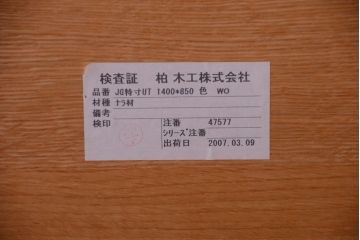 検査証 柏木工株式会社
品番 JG特寸UT 1400*850 色 WO
材種 ナラ材
備考
検印 注番 47577
シリーズ注番
出荷日 2007.03.09